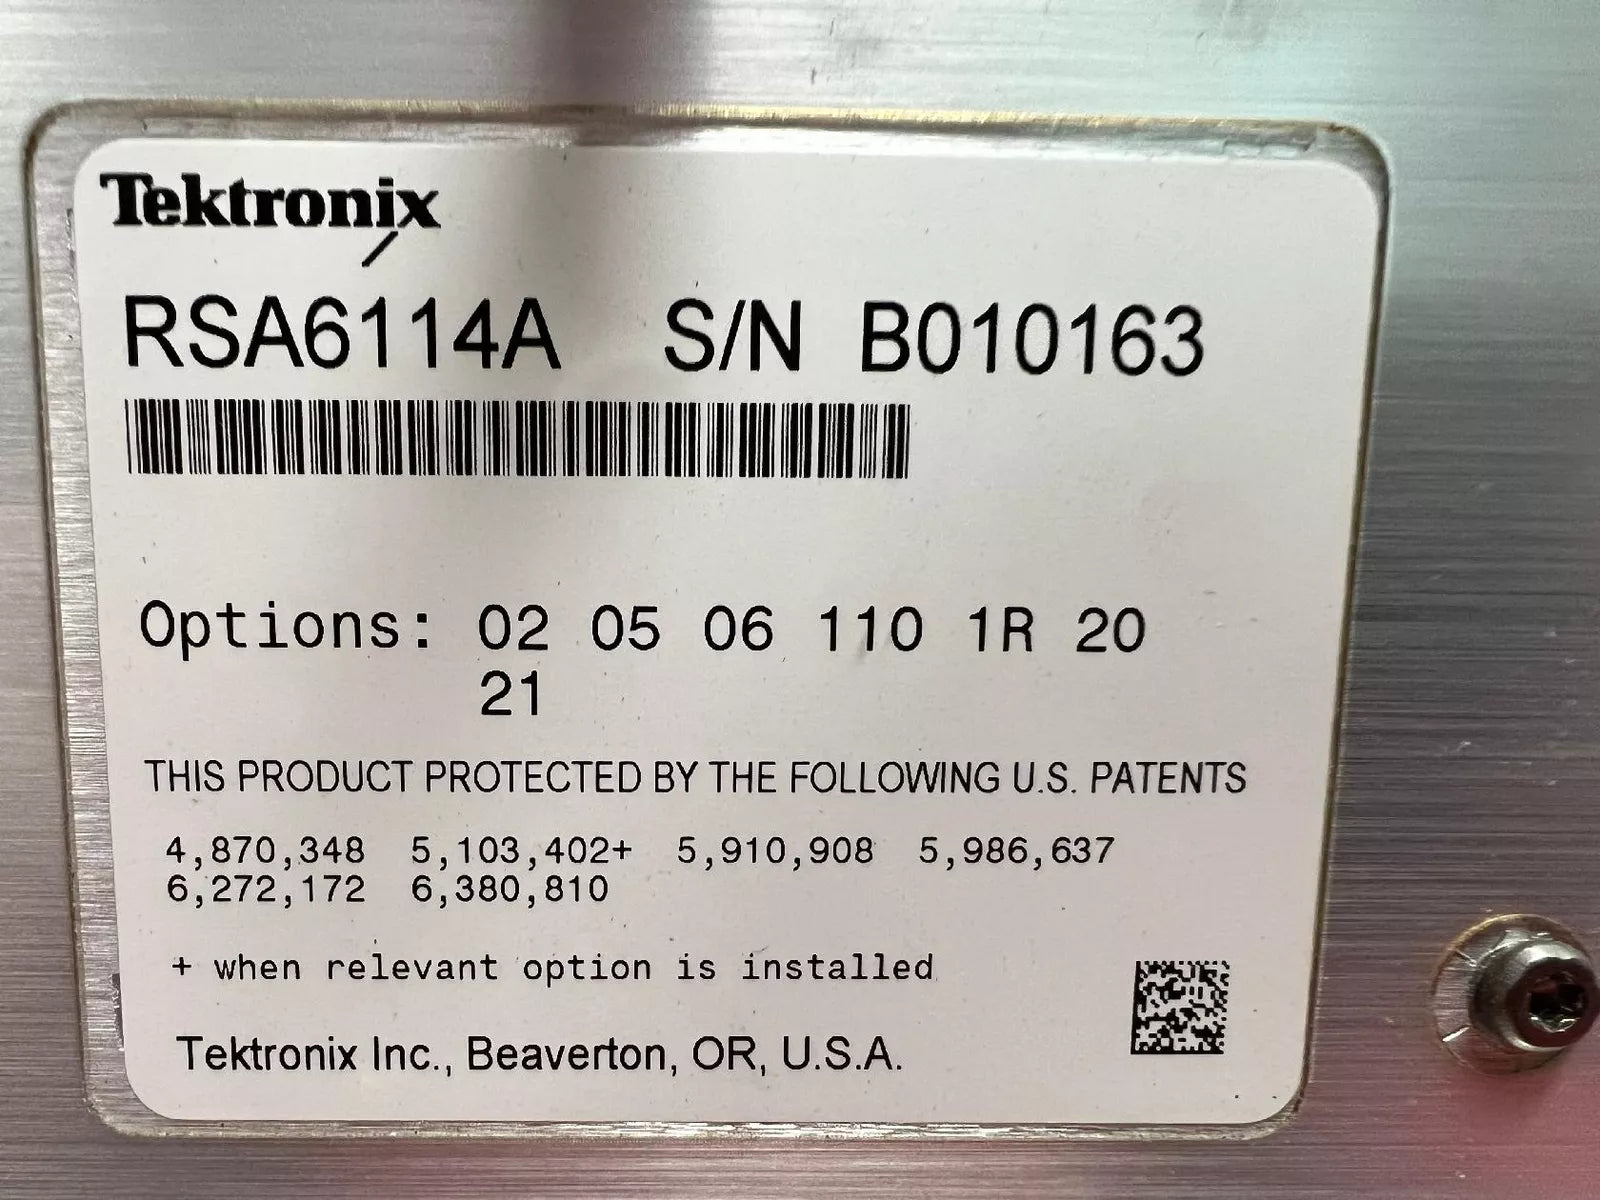 Tektronix
RSA6114A S/N B010163
Options: 02 05 06 110 1R 20
21
THIS PRODUCT PROTECTED BY THE FOLLOWING U.S. PATENTS
4,870,348 5,103,402+ 5,910,908 5,986,637
6,272,172 6,380,810
+ when relevant option is installed
Tektronix Inc., Beaverton, OR, U.S.A.